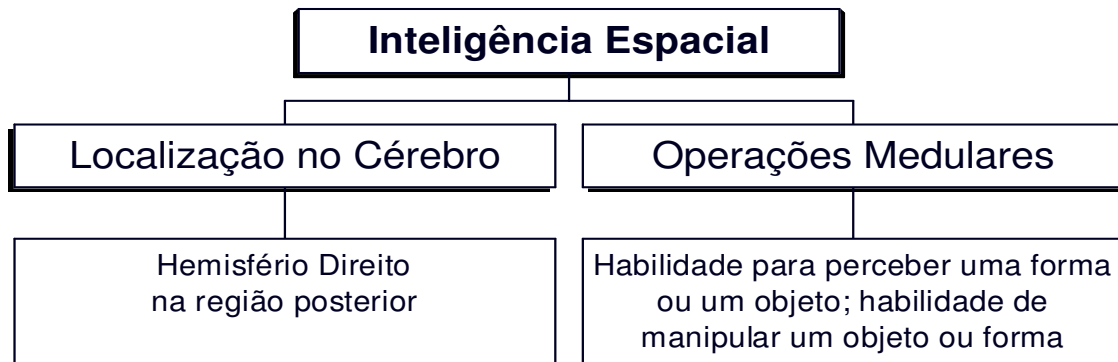 Inteligência Espacial
Localização no Cérebro
Operações Medulares
Hemisfério Direito
na região posterior
Habilidade para perceber uma forma
ou um objeto; habilidade de
manipular um objeto ou forma